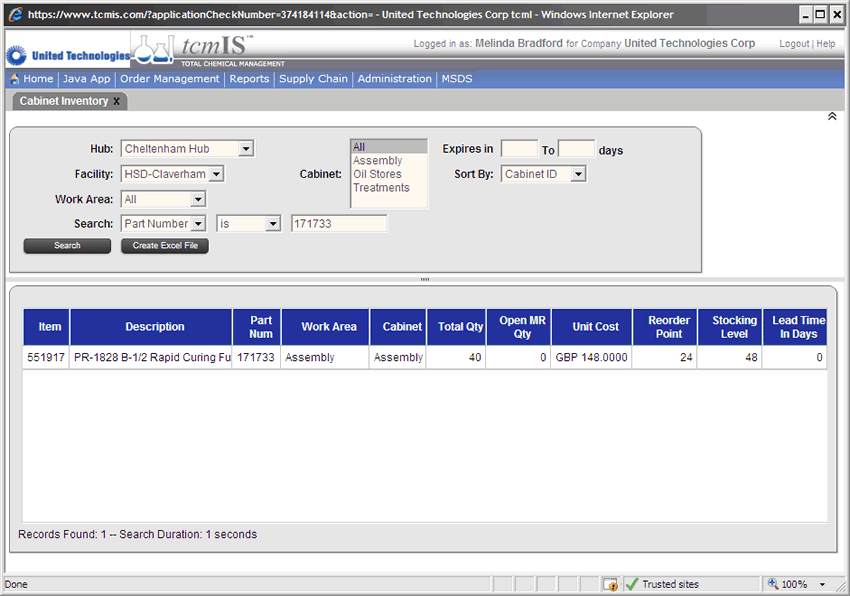 https://www.tcmis.com/?applicationCheckNumber=374184114&action= - United Technologies Corp tcmI - Windows Internet Explorer
United Technologies
tcmIS™
TOTAL CHEMICAL MANAGEMENT
Logged in as: Melinda Bradford for Company United Technologies Corp
Logout | Help
Home | Java App | Order Management | Reports | Supply Chain | Administration | MSDS
Cabinet Inventory x
Hub: Cheltenham Hub
Facility: HSD-Claverham
Work Area: All
Search: Part Number is 171733
Cabinet: All
Assembly
Oil Stores
Treatments
Expires in To days
Sort By: Cabinet ID
Search Create Excel File
Item Description Part Num Work Area Cabinet Total Qty Open MR Qty Unit Cost Reorder Point Stocking Level Lead Time In Days
551917 PR-1828 B-1/2 Rapid Curing Fu 171733 Assembly Assembly 40 0 GBP 148.0000 24 48 0
Records Found: 1 -- Search Duration: 1 seconds
Done
Trusted sites
100%